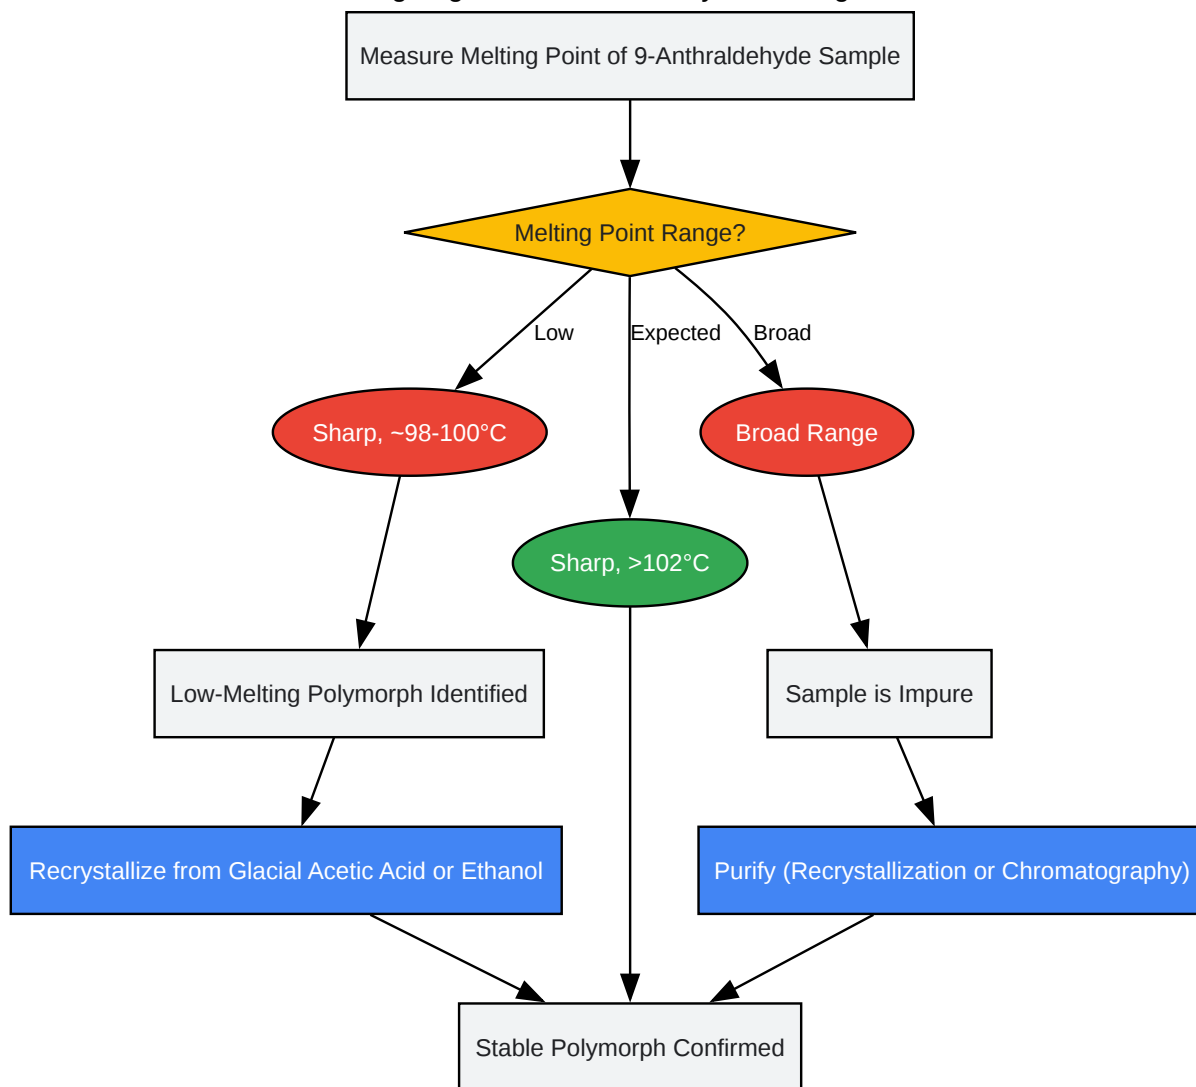 Measure Melting Point of 9-Anthraldehyde Sample
Melting Point Range?
Low
Expected
Broad
Sharp, ~98-100°C
Broad Range
Sharp, >102°C
Low-Melting Polymorph Identified
Sample is Impure
Recrystallize from Glacial Acetic Acid or Ethanol
Purify (Recrystallization or Chromatography)
Stable Polymorph Confirmed